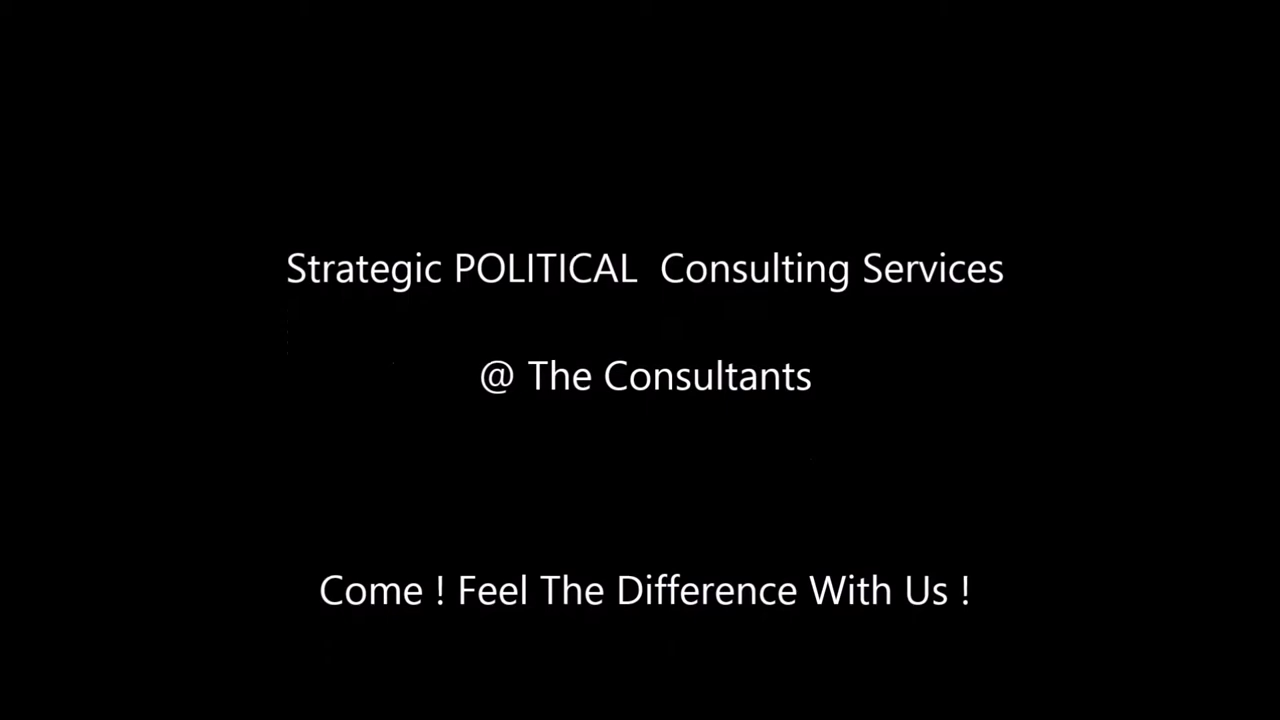 Strategic POLITICAL  Consulting Services
@ The Consultants
Come ! Feel The Difference With Us !